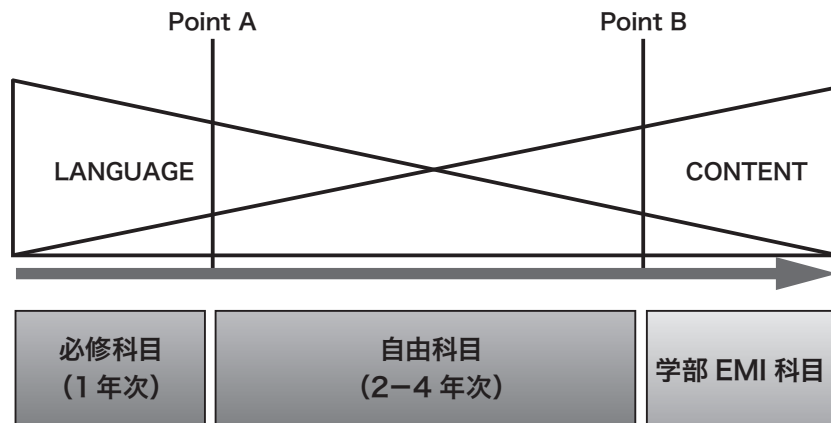 Point A
Point B
LANGUAGE
CONTENT
必修科目
（1 年次）
自由科目
（2−4 年次）
学部 EMI 科目